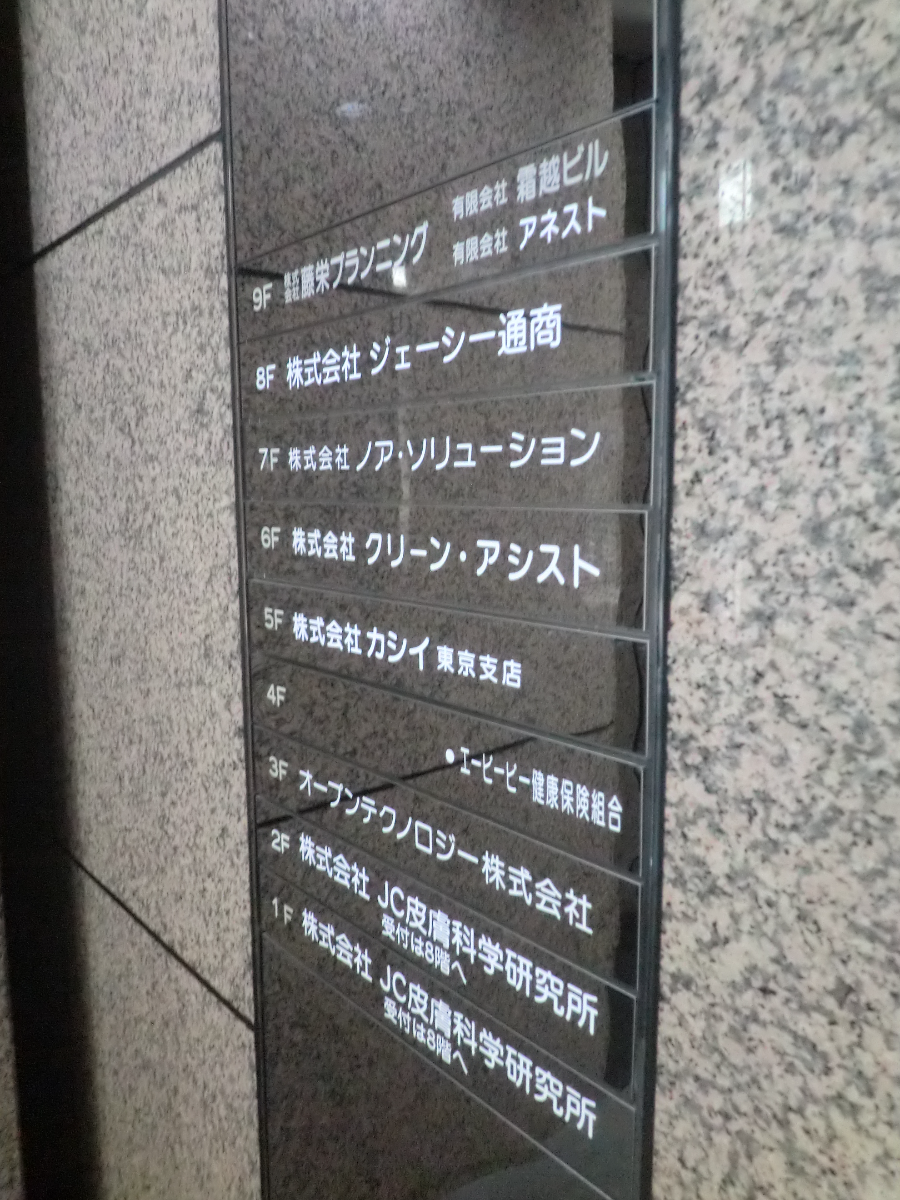 9F 株式会社 藤栄プランニング 有限会社 霜越ビル
有限会社 アネスト
8F 株式会社 ジェーシー通商
7F 株式会社 ノア・ソリューション
6F 株式会社 クリーン・アシスト
5F 株式会社 カシイ 東京支店
4F
●エービービー健康保険組合
3F オープンテクノロジー株式会社
2F 株式会社 JC皮膚科学研究所
受付は8階へ
1F 株式会社 JC皮膚科学研究所
受付は8階へ